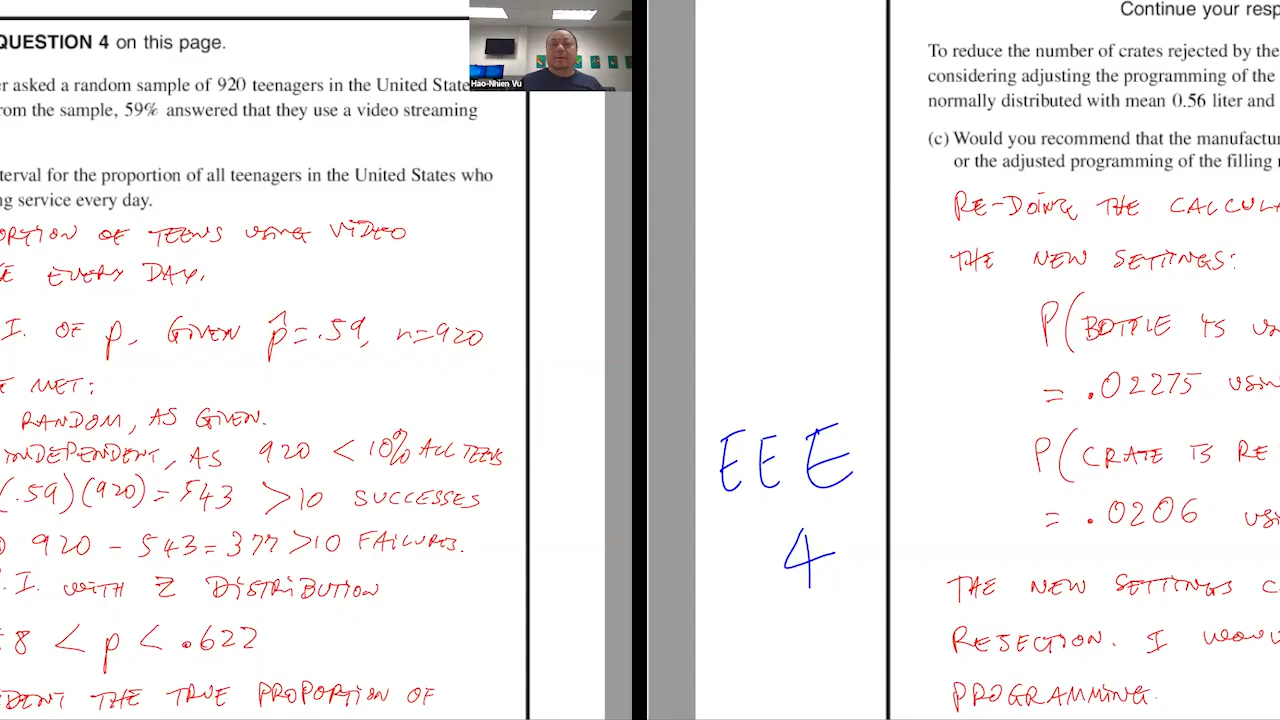 QUESTION 4 on this page.
er asked a random sample of 920 teenagers in the United State
rom the sample, 59% answered that they use a video streaming
terval for the proportion of all teenagers in the United States who
ng service every day.
ORTION OF TEENS USING VIDEO
E EVERY DAY.
I. OF p, GIVEN p̂=.59, n=920
E MET:
RANDOM, AS GIVEN.
INDEPENDENT, AS 920 < 10% ALL TEENS
(.59)(920)=543 >10 SUCCESSES
920 - 543=377 >10 FAILURES.
.I. WITH Z DISTRIBUTION
8 < p < .622
IDENT THE TRUE PROPORTION OF
Hao-Nhien Vu
EEE
4
Continue your resp
To reduce the number of crates rejected by the
considering adjusting the programming of the
normally distributed with mean 0.56 liter and
(c) Would you recommend that the manufactur
or the adjusted programming of the filling
RE-DOING THE CALCULA
THE NEW SETTINGS:
P(BOTTLE IS U
= .02275 USIN
P(CRATE IS RE
= .0206 US
THE NEW SETTINGS C
REJECTION. I WOU
PROGRAMMING.